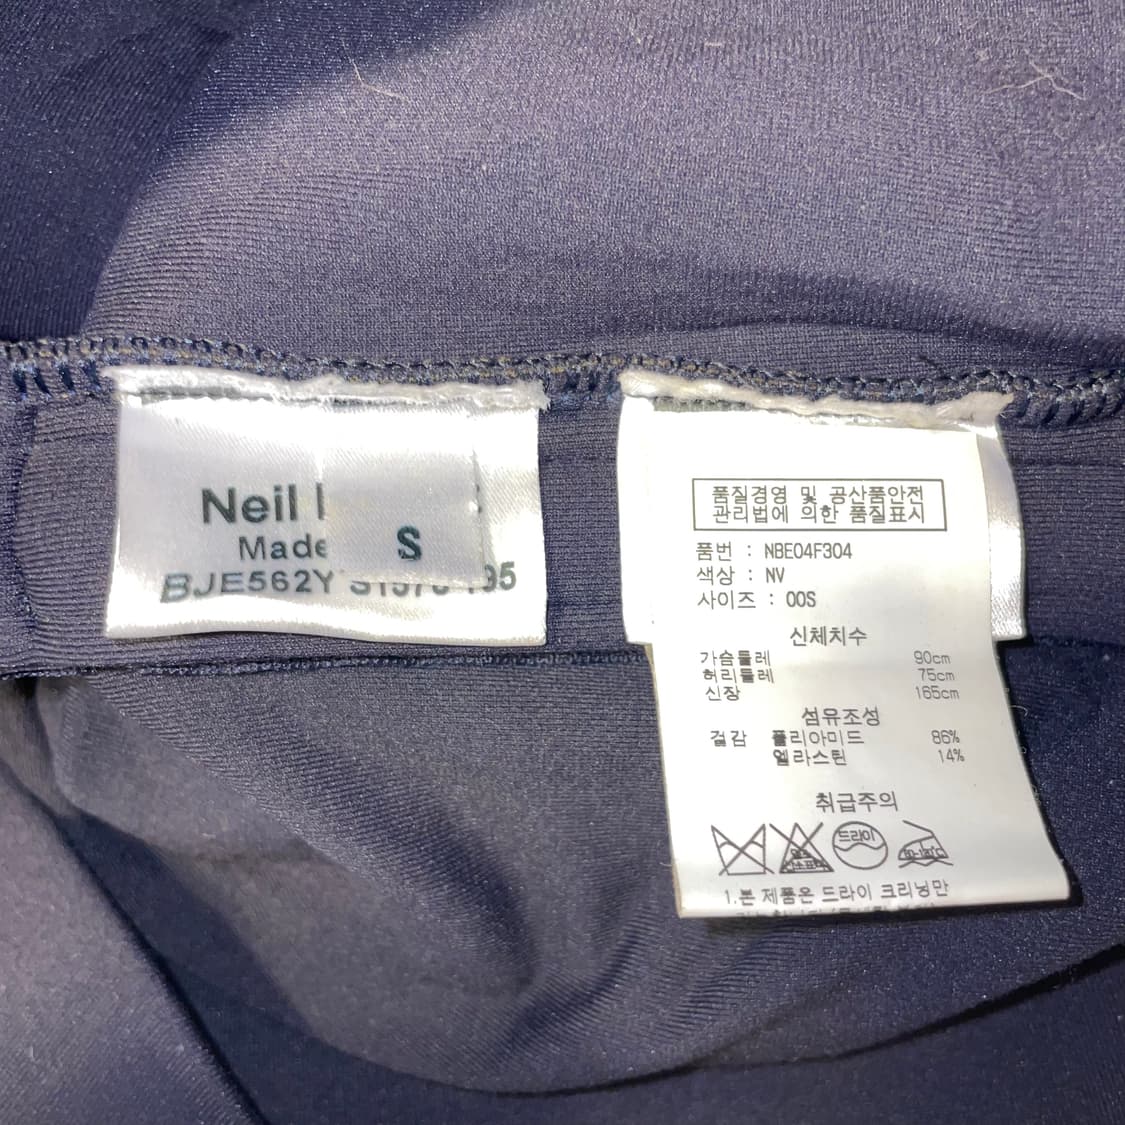 Neil
Made
S
BJE562Y
품질경영 및 공산품안전
관리법에 의한 품질표시
품번 : NBE04F304
색상 : NV
사이즈 : 00S
신체치수
가슴둘레 90cm
허리둘레 75cm
신장 165cm
섬유조성
겉감 폴리아미드 86%
엘라스틴 14%
취급주의
드라이
1.본 제품은 드라이 크리닝만